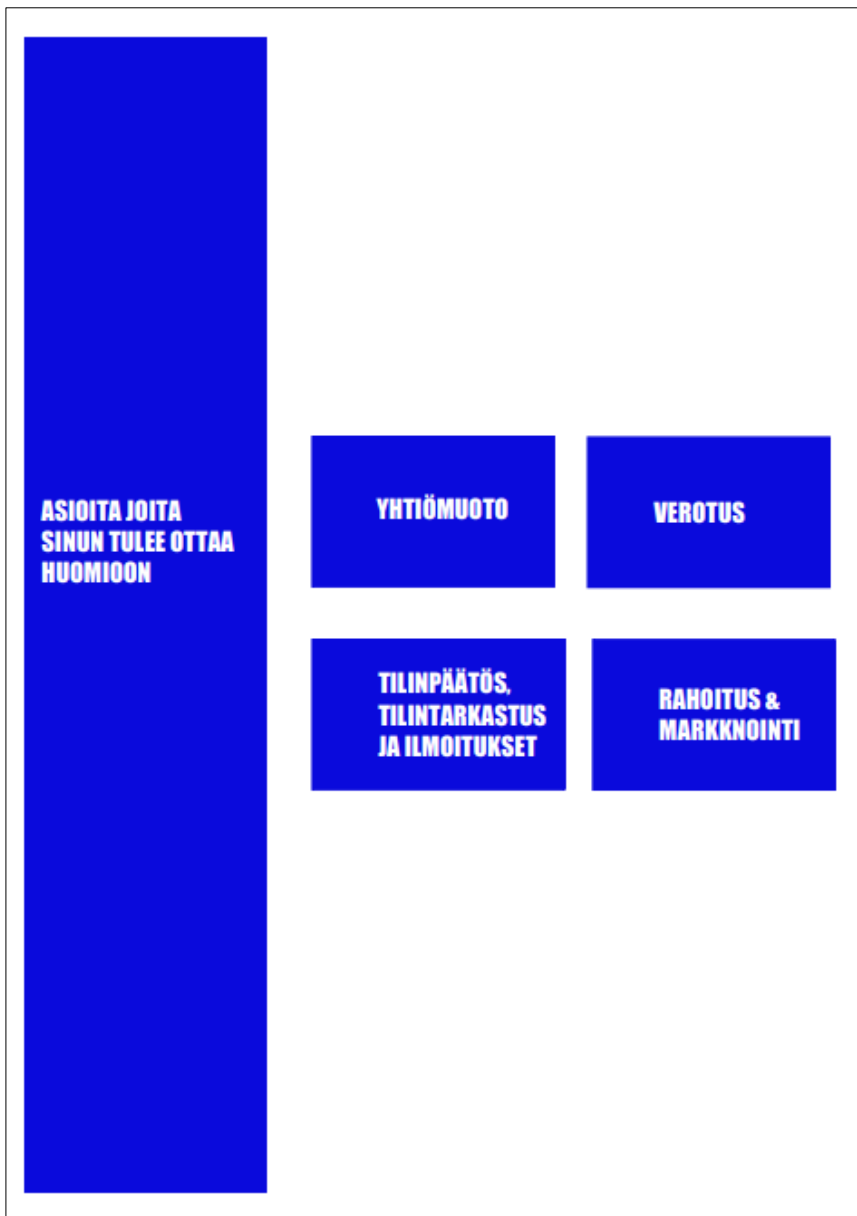 ASIOITA JOITA
SINUN TULEE OTTAA
HUOMIOON
YHTIÖMUOTO
VEROTUS
TILINPÄÄTÖS,
TILINTARKASTUS
JA ILMOITUKSET
RAHOITUS &
MARKKNOINTI